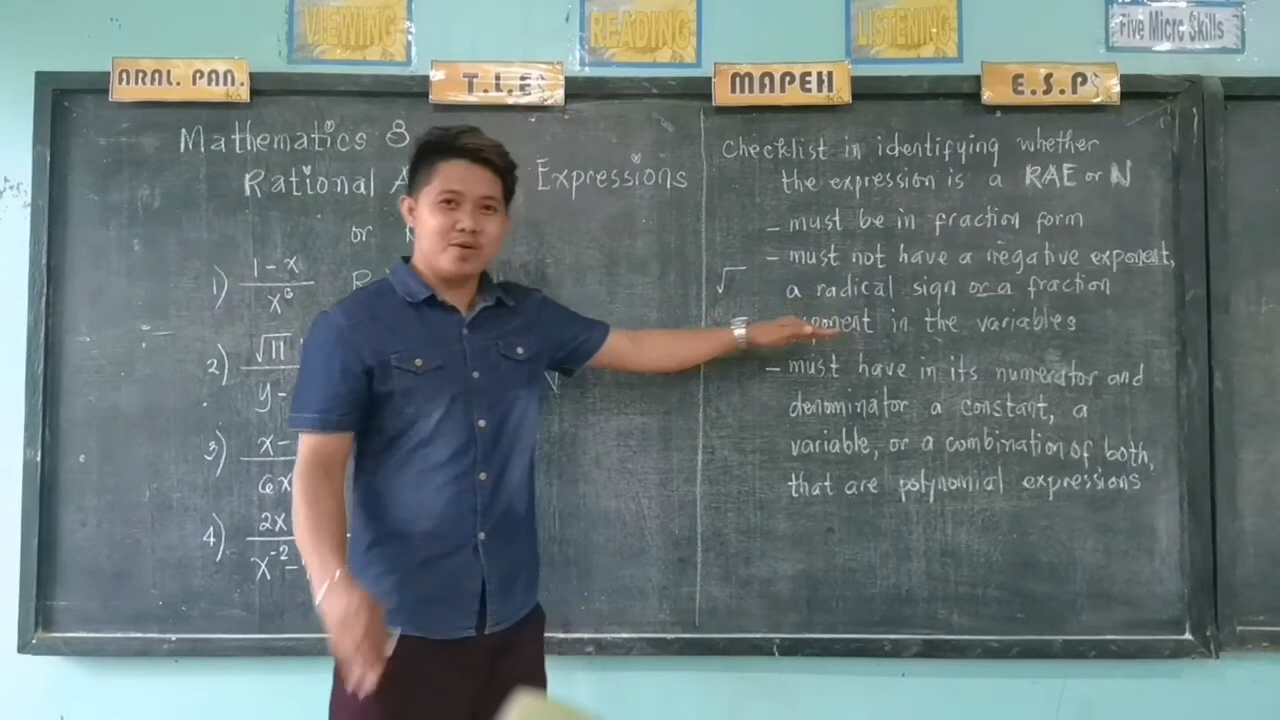 VIEWING
READING
LISTENING
Five Micro Skills
ARAL. PAN.
T.L.E.
MAPEH
E.S.P.
Mathematics 8
Rational A Expressions
or
1) 1-x / x⁶ R
2) √11 / y-
3) x- / 6x
4) 2x / x⁻²-
checklist in identifying whether
the expression is a RAE or N
- must be in fraction form
- must not have a negative exponent,
√ a radical sign or a fraction
in the variables
- must have in its numerator and
denominator a constant, a
variable, or a combination of both,
that are polynomial expressions